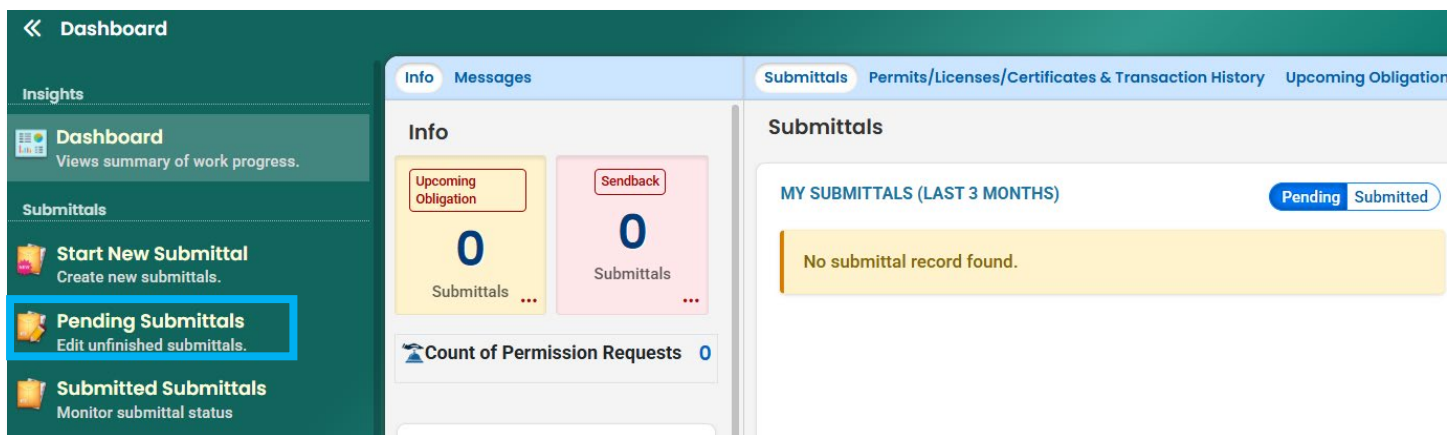 Dashboard
Insights
Dashboard
Views summary of work progress.
Submittals
Start New Submittal
Create new submittals.
Pending Submittals
Edit unfinished submittals.
Submitted Submittals
Monitor submittal status
Info Messages
Info
Upcoming
Obligation
0
Submittals ...
Sendback
0
Submittals
...
Count of Permission Requests 0
Submittals Permits/Licenses/Certificates & Transaction History Upcoming Obligation
Submittals
MY SUBMITTALS (LAST 3 MONTHS) Pending Submitted
No submittal record found.